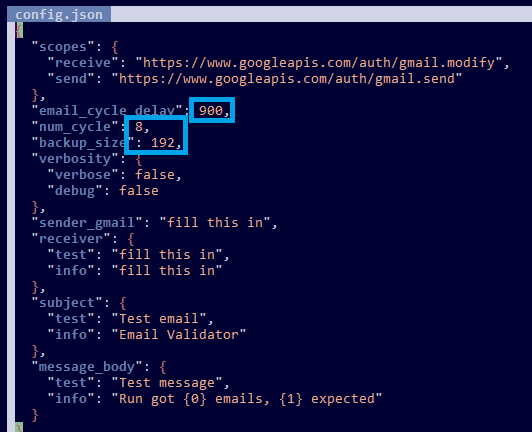 config.json
{
"scopes": {
"receive": "https://www.googleapis.com/auth/gmail.modify",
"send": "https://www.googleapis.com/auth/gmail.send"
},
"email_cycle_delay": 900,
"num_cycle": 8,
"backup_size": 192,
"verbosity": {
"verbose": false,
"debug": false
},
"sender_gmail": "fill this in",
"receiver": {
"test": "fill this in",
"info": "fill this in"
},
"subject": {
"test": "Test email",
"info": "Email Validator"
},
"message_body": {
"test": "Test message",
"info": "Run got {0} emails, {1} expected"
}
}